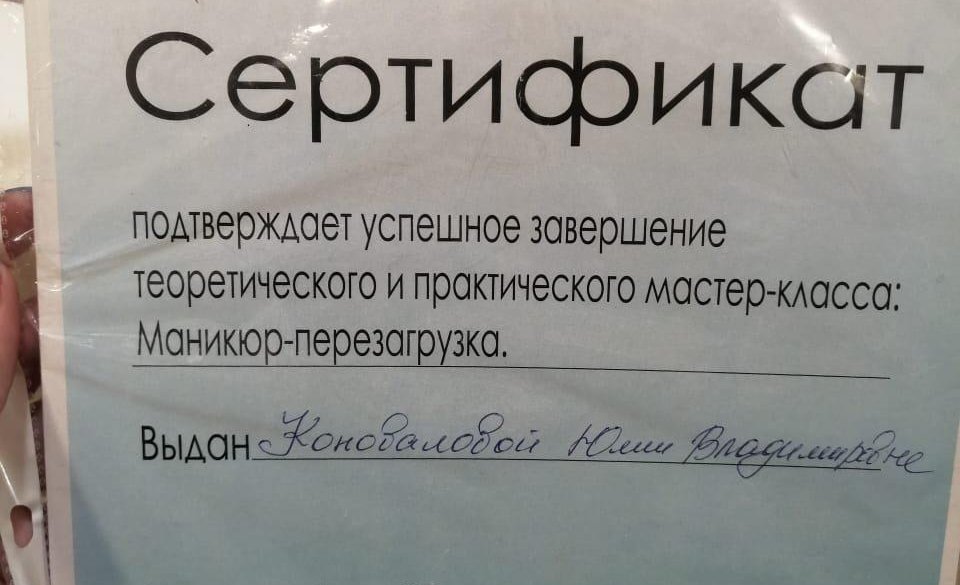 Сертификат
подтверждает успешное завершение
теоретического и практического мастер-класса:
Маникюр-перезагрузка.
Выдан Коноваловой Юлии Владимировне